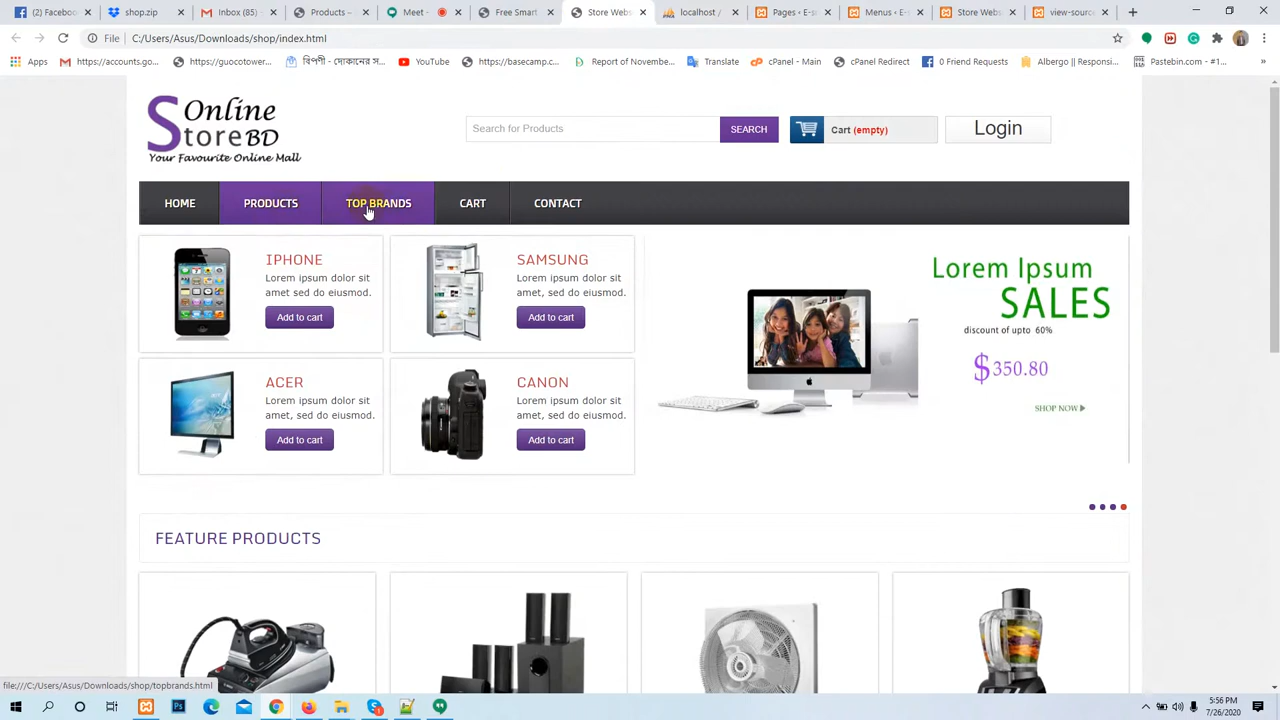 (2) Facebook
shop.zip
Inbox (85)
Products –
Meet –
Free Smart
Store Webs
localhost /
Pages ‹ E-
Menus ‹ E-
Store Webs
view-source
File | C:/Users/Asus/Downloads/shop/index.html
Apps
https://accounts.go...
https://guocotower...
বিপণী - দোকানের স...
YouTube
https://basecamp.c...
Report of Novembe...
Translate
cPanel - Main
cPanel Redirect
0 Friend Requests
Albergo || Responsi...
Pastebin.com - #1...
»
Online
Store BD
Your Favourite Online Mall
Search for Products
SEARCH
Cart (empty)
Login
HOME
PRODUCTS
TOP BRANDS
CART
CONTACT
IPHONE
Lorem ipsum dolor sit
amet sed do eiusmod.
Add to cart
SAMSUNG
Lorem ipsum dolor sit
amet, sed do eiusmod.
Add to cart
Lorem Ipsum
SALES
discount of upto 60%
$350.80
SHOP NOW
ACER
Lorem ipsum dolor sit
amet, sed do eiusmod.
Add to cart
CANON
Lorem ipsum dolor sit
amet, sed do eiusmod.
Add to cart
FEATURE PRODUCTS
file:///C:/Users/Asus/Downloads/shop/topbrands.html
5:56 PM
7/26/2020